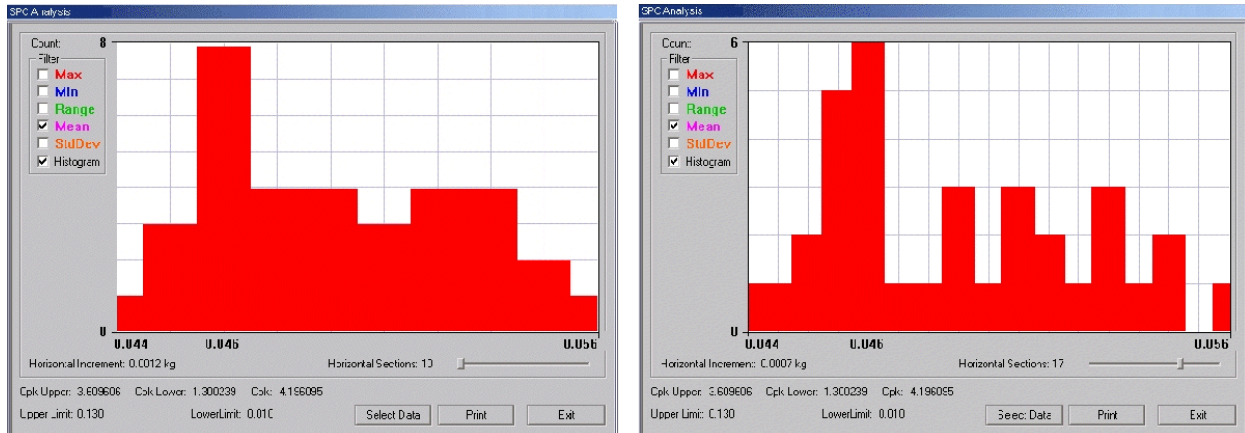 SPC Analysis
Count: 8
Filter
Max
Min
Range
Mean
StdDev
Histogram
0
0.044 0.046 0.056
Horizontal Increment: 0.0012 kg Horizontal Sections: 10
Cpk Upper: 3.609606 Cpk Lower: 1.300239 Cpk: 4.196095
Upper Limit: 0.130 LowerLimit: 0.010 Select Data Print Exit
SPC Analysis
Count: 6
Filter
Max
Min
Range
Mean
StdDev
Histogram
0
0.044 0.046 0.056
Horizontal Increment: 0.0007 kg Horizontal Sections: 17
Cpk Upper: 3.609606 Cpk Lower: 1.300239 Cpk: 4.196095
Upper Limit: 0.130 LowerLimit: 0.010 Select Data Print Exit